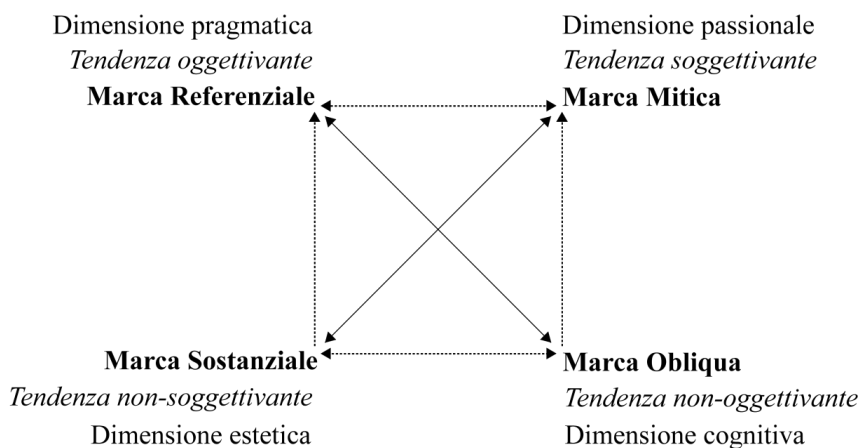 Dimensione pragmatica
Tendenza oggettivante
Marca Referenziale
Dimensione passionale
Tendenza soggettivante
Marca Mitica
Marca Sostanziale
Tendenza non-soggettivante
Dimensione estetica
Marca Obliqua
Tendenza non-oggettivante
Dimensione cognitiva